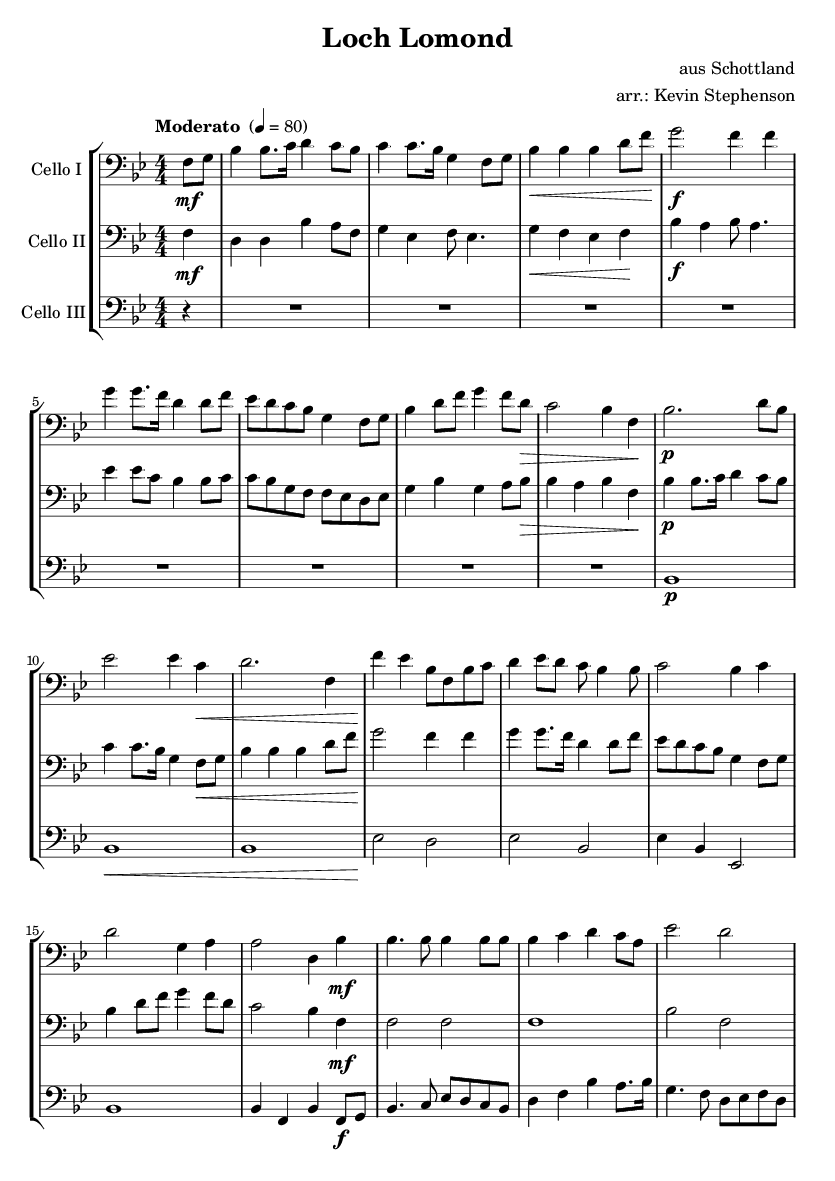 Loch Lomond
aus Schottland
arr.: Kevin Stephenson
Moderato (♩ = 80)
Cello I
mf
f
Cello II
mf
f
Cello III
5
p
p
p
10
15
mf
mf
f